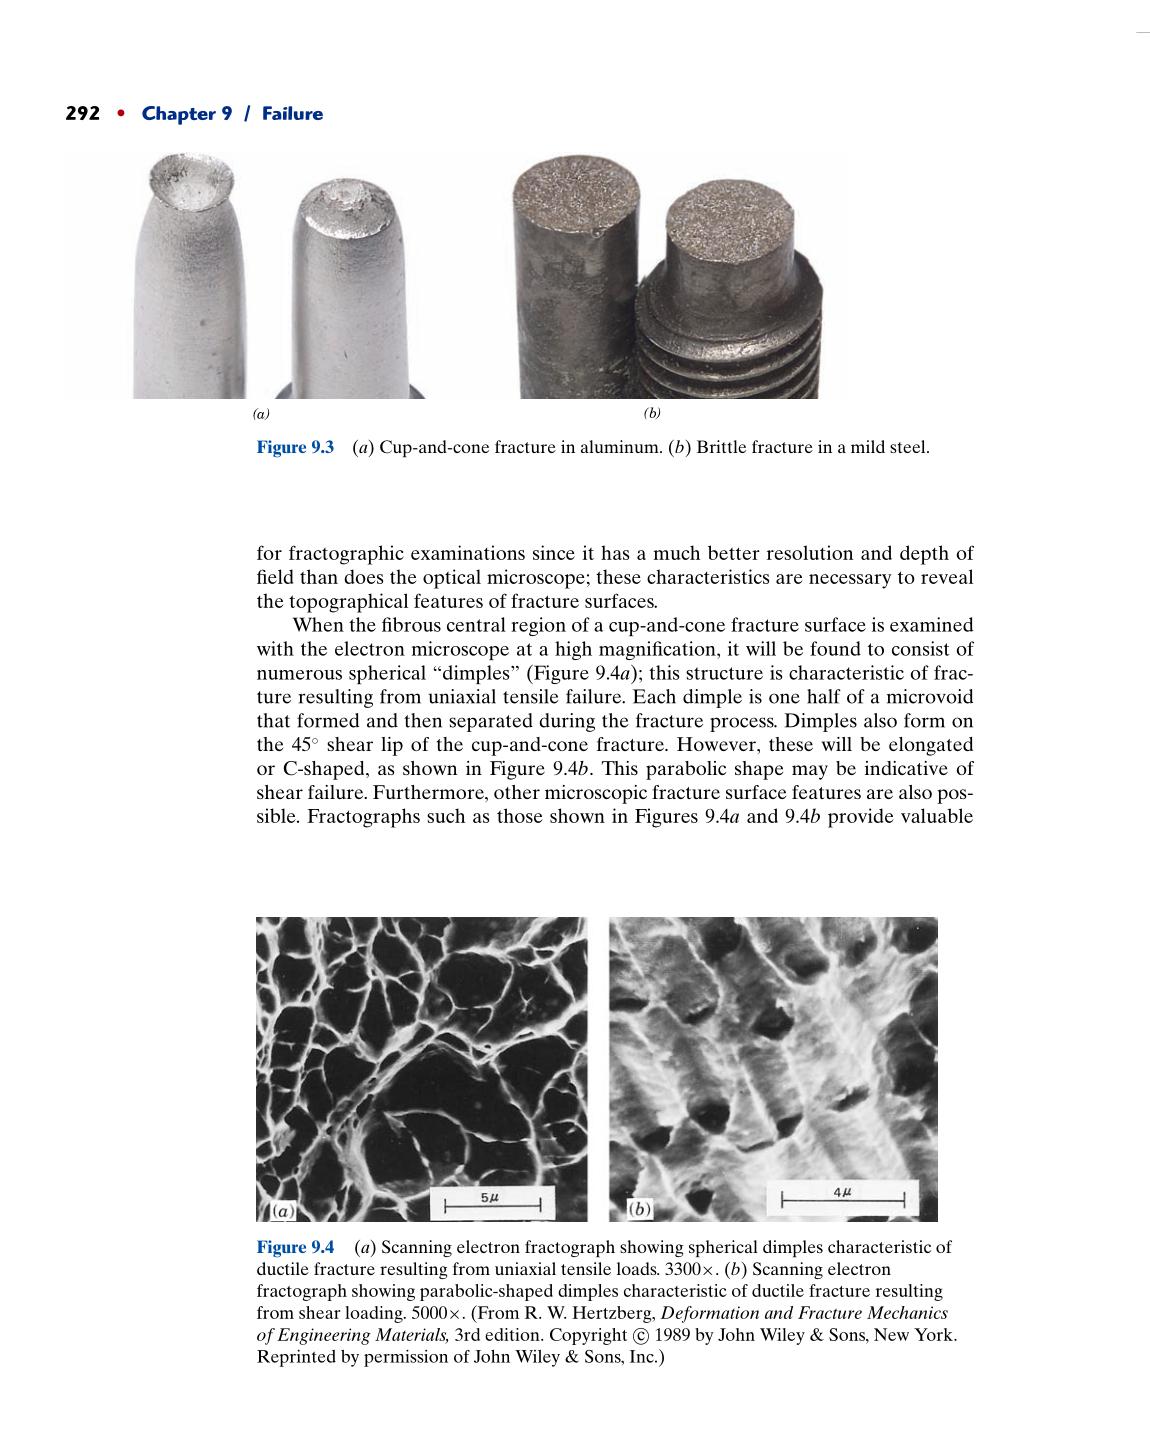 292 • Chapter 9 / Failure
(a)
(b)
Figure 9.3 (a) Cup-and-cone fracture in aluminum. (b) Brittle fracture in a mild steel.
for fractographic examinations since it has a much better resolution and depth of
field than does the optical microscope; these characteristics are necessary to reveal
the topographical features of fracture surfaces.
When the fibrous central region of a cup-and-cone fracture surface is examined
with the electron microscope at a high magnification, it will be found to consist of
numerous spherical “dimples” (Figure 9.4a); this structure is characteristic of frac-
ture resulting from uniaxial tensile failure. Each dimple is one half of a microvoid
that formed and then separated during the fracture process. Dimples also form on
the 45° shear lip of the cup-and-cone fracture. However, these will be elongated
or C-shaped, as shown in Figure 9.4b. This parabolic shape may be indicative of
shear failure. Furthermore, other microscopic fracture surface features are also pos-
sible. Fractographs such as those shown in Figures 9.4a and 9.4b provide valuable
(a)
5μ
(b)
4μ
Figure 9.4 (a) Scanning electron fractograph showing spherical dimples characteristic of
ductile fracture resulting from uniaxial tensile loads. 3300×. (b) Scanning electron
fractograph showing parabolic-shaped dimples characteristic of ductile fracture resulting
from shear loading. 5000×. (From R. W. Hertzberg, Deformation and Fracture Mechanics
of Engineering Materials, 3rd edition. Copyright © 1989 by John Wiley & Sons, New York.
Reprinted by permission of John Wiley & Sons, Inc.)